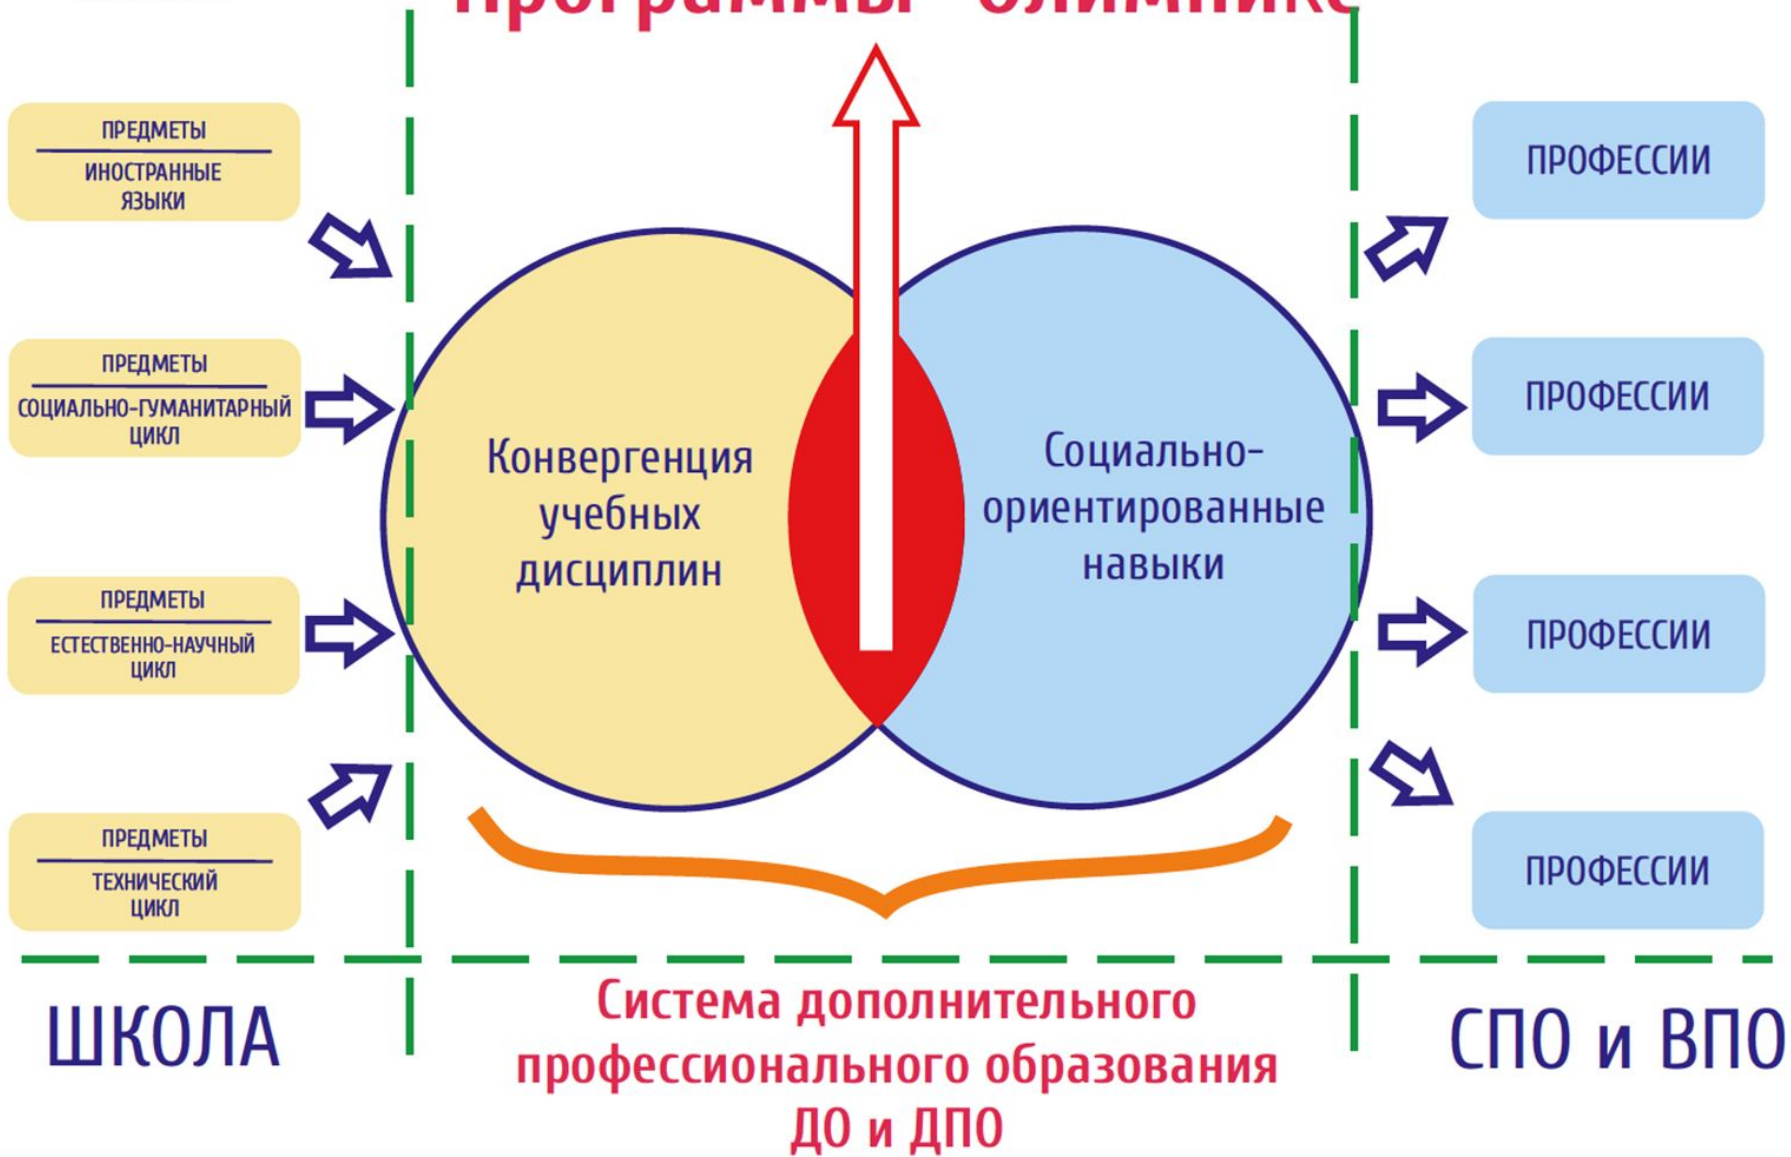 ПРЕДМЕТЫ
ИНОСТРАННЫЕ
ЯЗЫКИ
ПРЕДМЕТЫ
СОЦИАЛЬНО-ГУМАНИТАРНЫЙ
ЦИКЛ
ПРЕДМЕТЫ
ЕСТЕСТВЕННО-НАУЧНЫЙ
ЦИКЛ
ПРЕДМЕТЫ
ТЕХНИЧЕСКИЙ
ЦИКЛ
Конвергенция
учебных
дисциплин
Социально-
ориентированные
навыки
ПРОФЕССИИ
ПРОФЕССИИ
ПРОФЕССИИ
ПРОФЕССИИ
ШКОЛА
Система дополнительного
профессионального образования
ДО и ДПО
СПО и ВПО